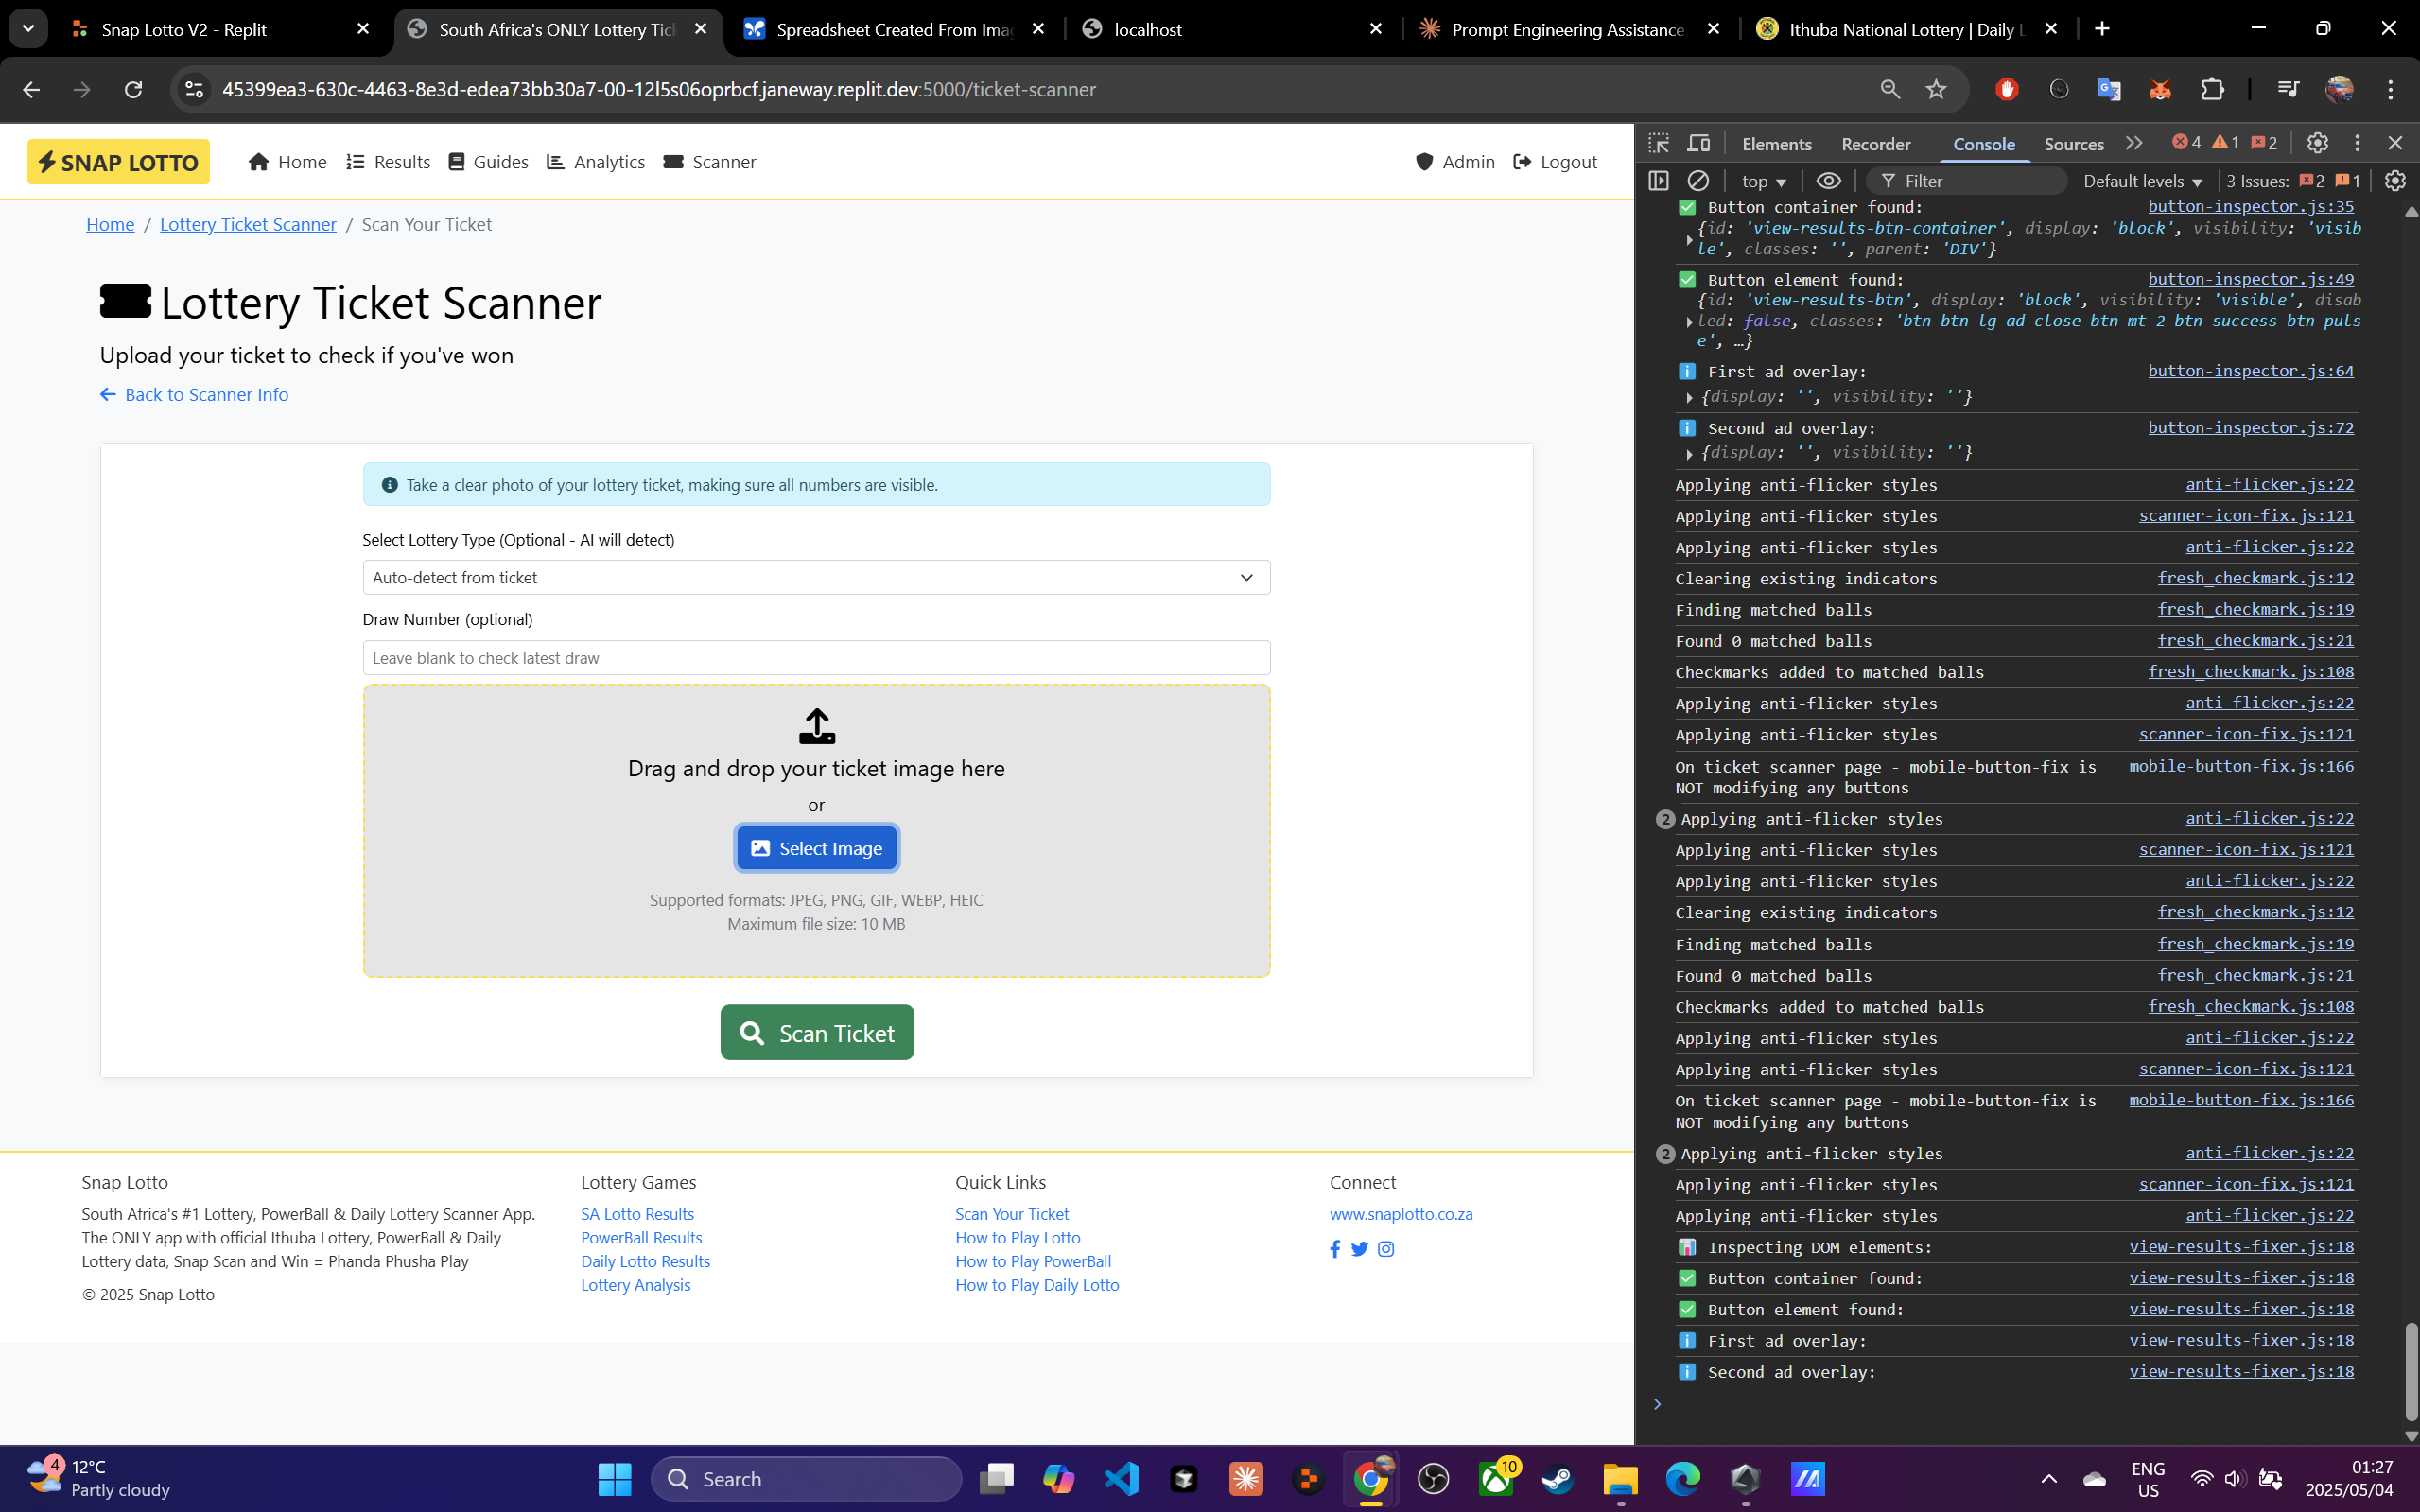 Snap Lotto V2 - Replit
South Africa's ONLY Lottery Tick
Spreadsheet Created From Imag
localhost
Prompt Engineering Assistance
Ithuba National Lottery | Daily L
45399ea3-630c-4463-8e3d-edea73bb30a7-00-12l5s06oprbcf.janeway.replit.dev:5000/ticket-scanner
SNAP LOTTO
Home
Results
Guides
Analytics
Scanner
Admin
Logout
Home / Lottery Ticket Scanner / Scan Your Ticket
Lottery Ticket Scanner
Upload your ticket to check if you've won
Back to Scanner Info
Take a clear photo of your lottery ticket, making sure all numbers are visible.
Select Lottery Type (Optional - AI will detect)
Auto-detect from ticket
Draw Number (optional)
Leave blank to check latest draw
Drag and drop your ticket image here
or
Select Image
Supported formats: JPEG, PNG, GIF, WEBP, HEIC
Maximum file size: 10 MB
Scan Ticket
Snap Lotto
South Africa's #1 Lottery, PowerBall & Daily Lottery Scanner App.
The ONLY app with official Ithuba Lottery, PowerBall & Daily
Lottery data, Snap Scan and Win = Phanda Phusha Play
© 2025 Snap Lotto
Lottery Games
SA Lotto Results
PowerBall Results
Daily Lotto Results
Lottery Analysis
Quick Links
Scan Your Ticket
How to Play Lotto
How to Play PowerBall
How to Play Daily Lotto
Connect
www.snaplotto.co.za
Elements
Recorder
Console
Sources
4
1
2
top
Filter
Default levels
3 Issues: 2 1
Button container found: button-inspector.js:35
{id: 'view-results-btn-container', display: 'block', visibility: 'visib
le', classes: '', parent: 'DIV'}
Button element found: button-inspector.js:49
{id: 'view-results-btn', display: 'block', visibility: 'visible', disab
led: false, classes: 'btn btn-lg ad-close-btn mt-2 btn-success btn-puls
e', …}
First ad overlay: button-inspector.js:64
{display: '', visibility: ''}
Second ad overlay: button-inspector.js:72
{display: '', visibility: ''}
Applying anti-flicker styles anti-flicker.js:22
Applying anti-flicker styles scanner-icon-fix.js:121
Applying anti-flicker styles anti-flicker.js:22
Clearing existing indicators fresh_checkmark.js:12
Finding matched balls fresh_checkmark.js:19
Found 0 matched balls fresh_checkmark.js:21
Checkmarks added to matched balls fresh_checkmark.js:108
Applying anti-flicker styles anti-flicker.js:22
Applying anti-flicker styles scanner-icon-fix.js:121
On ticket scanner page - mobile-button-fix is mobile-button-fix.js:166
NOT modifying any buttons
2 Applying anti-flicker styles anti-flicker.js:22
Applying anti-flicker styles scanner-icon-fix.js:121
Applying anti-flicker styles anti-flicker.js:22
Clearing existing indicators fresh_checkmark.js:12
Finding matched balls fresh_checkmark.js:19
Found 0 matched balls fresh_checkmark.js:21
Checkmarks added to matched balls fresh_checkmark.js:108
Applying anti-flicker styles anti-flicker.js:22
Applying anti-flicker styles scanner-icon-fix.js:121
On ticket scanner page - mobile-button-fix is mobile-button-fix.js:166
NOT modifying any buttons
2 Applying anti-flicker styles anti-flicker.js:22
Applying anti-flicker styles scanner-icon-fix.js:121
Applying anti-flicker styles anti-flicker.js:22
Inspecting DOM elements: view-results-fixer.js:18
Button container found: view-results-fixer.js:18
Button element found: view-results-fixer.js:18
First ad overlay: view-results-fixer.js:18
Second ad overlay: view-results-fixer.js:18
4
12°C
Partly cloudy
Search
10
ENG
US
01:27
2025/05/04